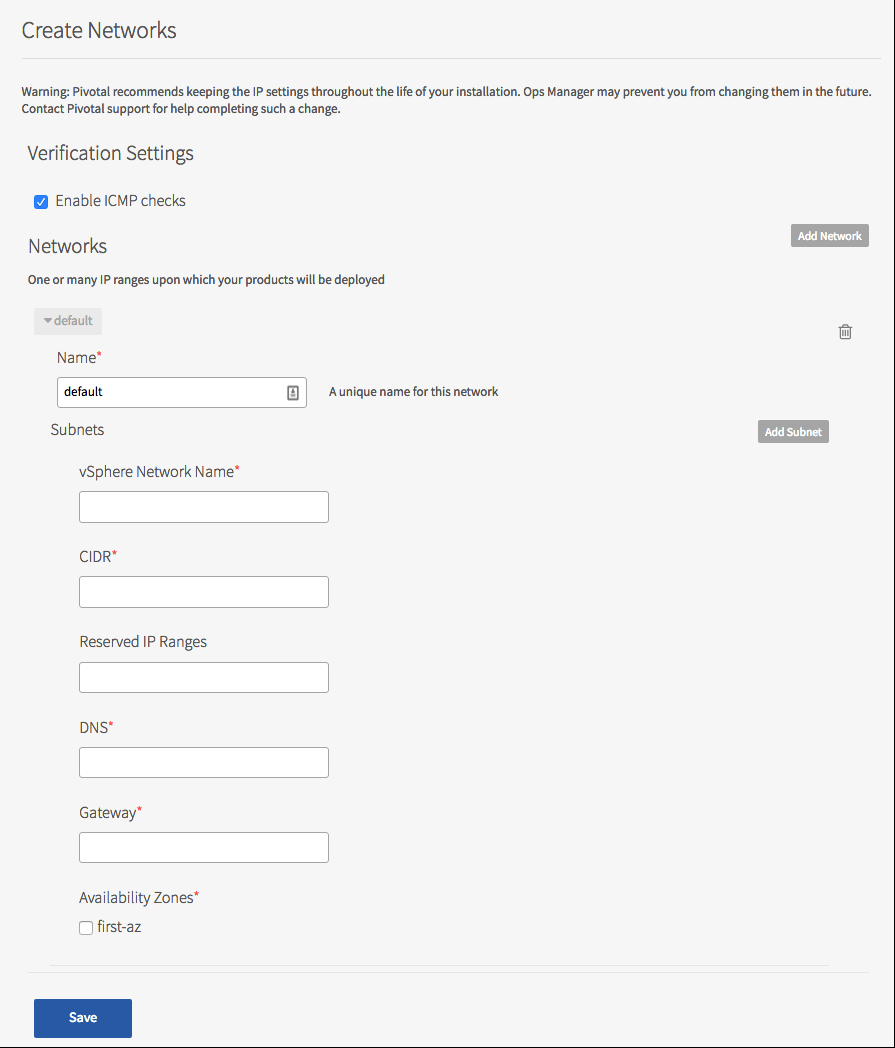 Create Networks
Warning: Pivotal recommends keeping the IP settings throughout the life of your installation. Ops Manager may prevent you from changing them in the future.
Contact Pivotal support for help completing such a change.
Verification Settings
Enable ICMP checks
Networks
Add Network
One or many IP ranges upon which your products will be deployed
default
Name*
default
A unique name for this network
Subnets
Add Subnet
vSphere Network Name*
CIDR*
Reserved IP Ranges
DNS*
Gateway*
Availability Zones*
first-az
Save